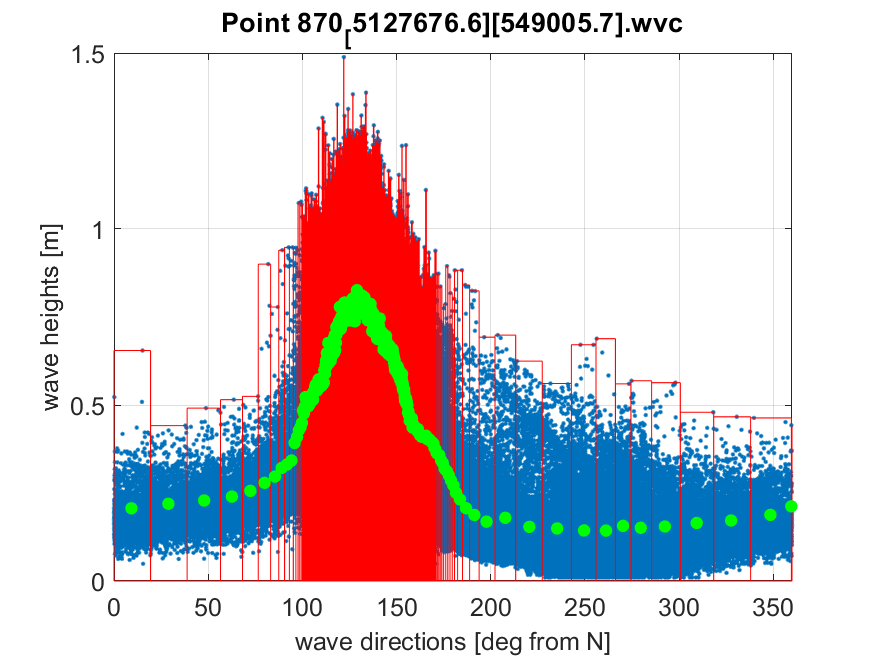 Point 870[5127676.6][549005.7].wvc
1.5
1
0.5
0
wave heights [m]
0 50 100 150 200 250 300 350
wave directions [deg from N]